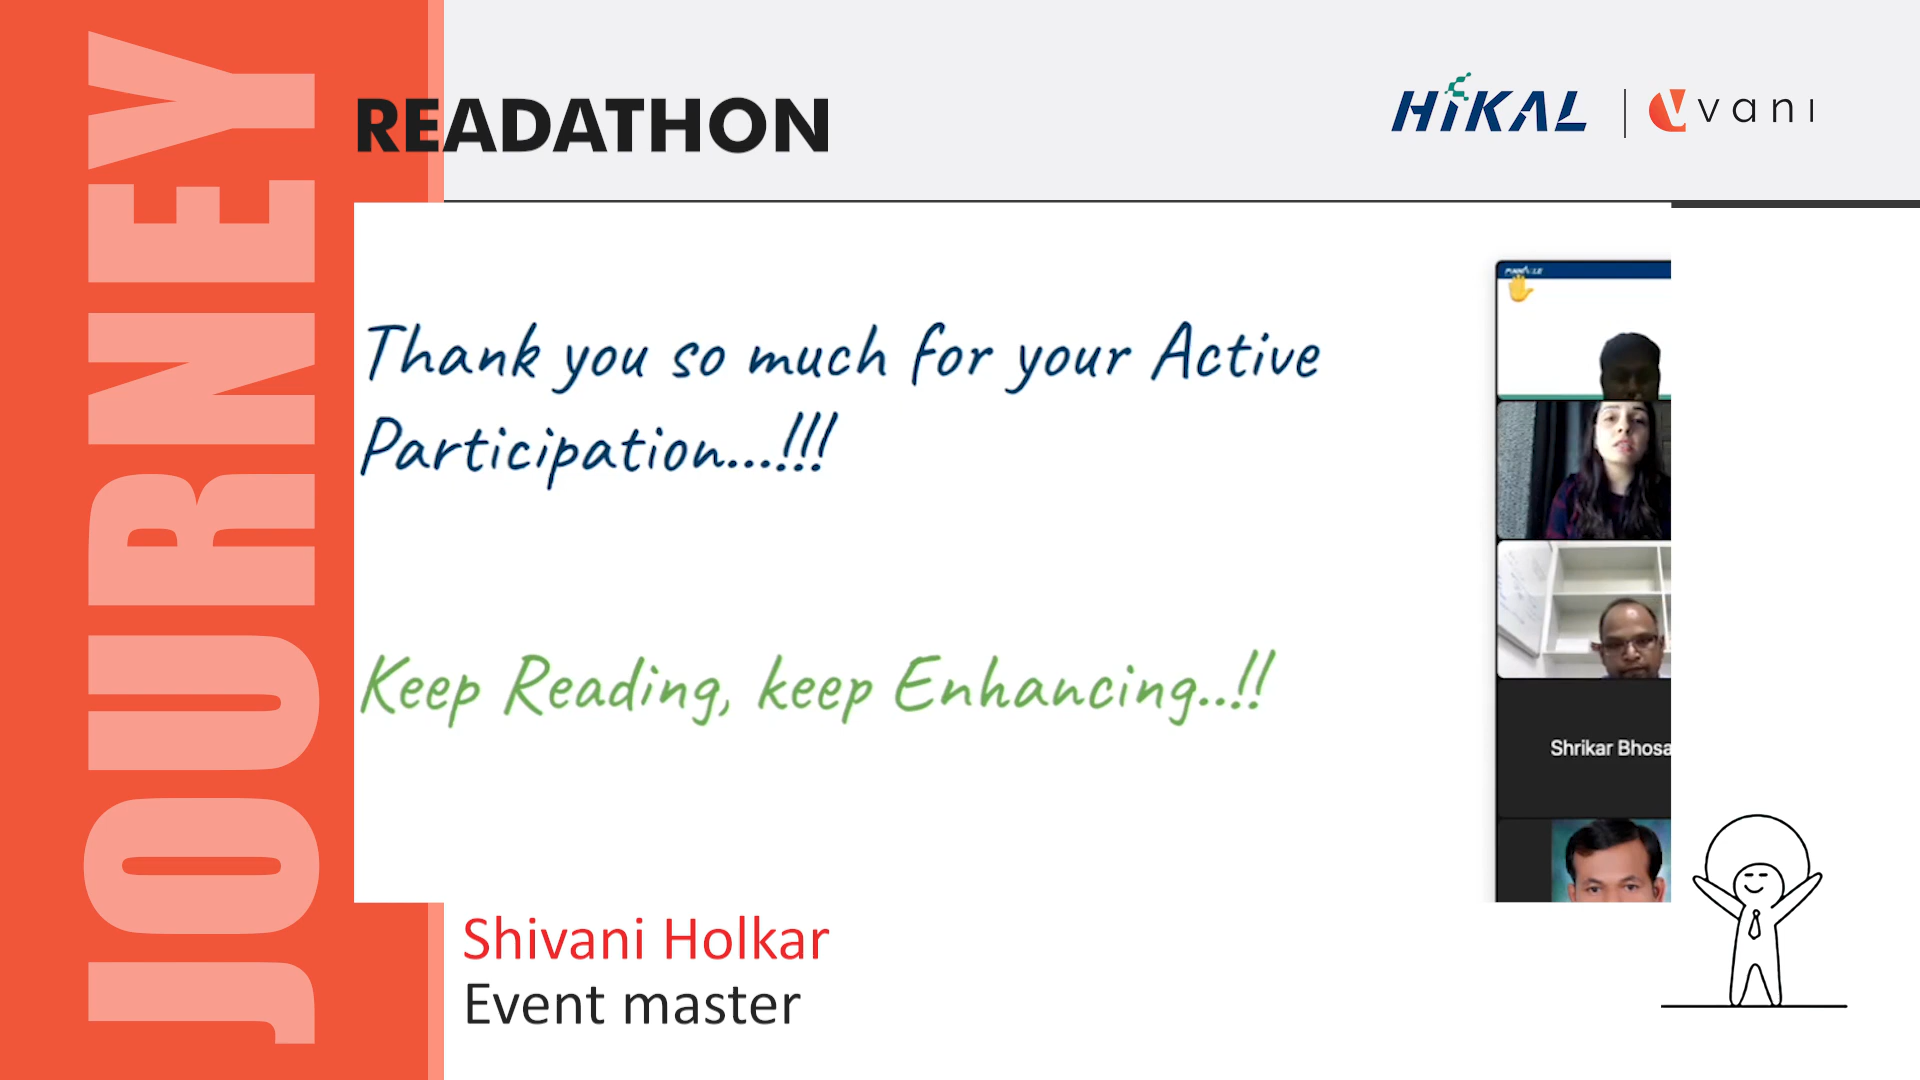 JOURNEY
READATHON
HiKAL | vani
Thank you so much for your Active
Participation...!!!
Keep Reading, keep Enhancing..!!
Shrikar Bhosa
Shivani Holkar
Event master